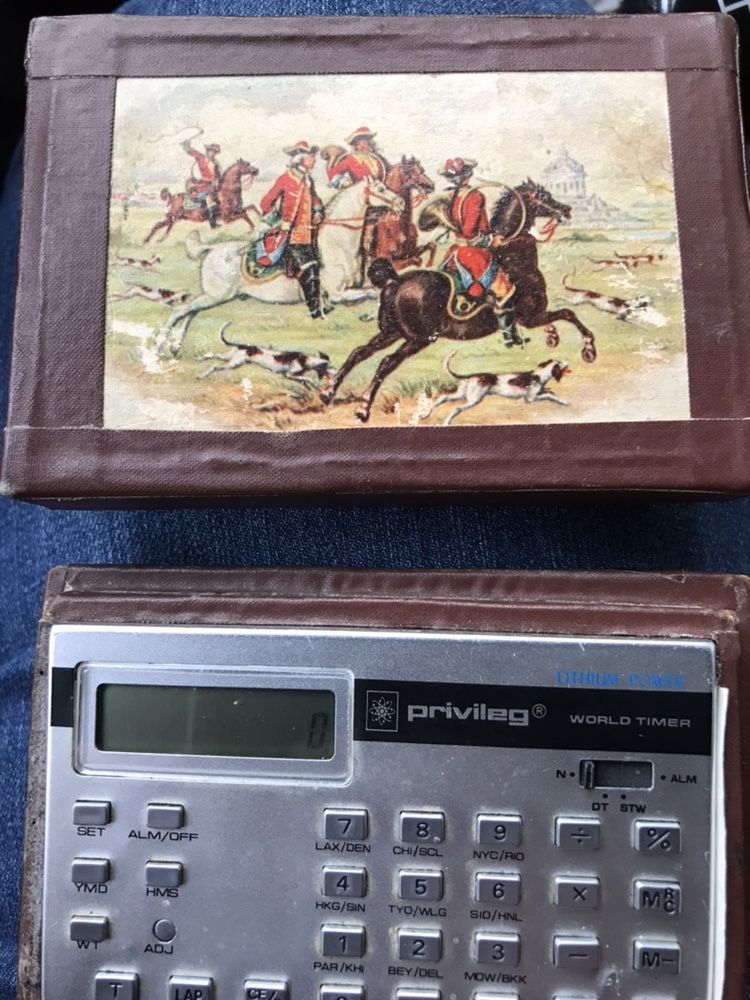 LITHIUM POWER
0
privileg® WORLD TIMER
N • • ALM
DT STW
SET ALM/OFF 7 8 9 ÷ %
LAX/DEN CHI/SCL NYC/RIO
YMD HMS 4 5 6 × MRC
HKG/SIN TYO/WLG SID/HNL
WT ADJ 1 2 3 − M−
PAR/KHI BEY/DEL MOW/BKK
T LAP CE/